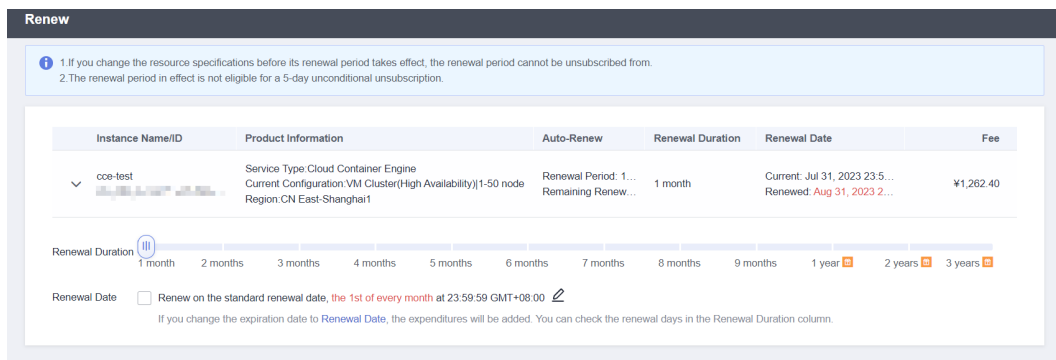 Renew
1.If you change the resource specifications before its renewal period takes effect, the renewal period cannot be unsubscribed from.
2.The renewal period in effect is not eligible for a 5-day unconditional unsubscription.
Instance Name/ID Product Information Auto-Renew Renewal Duration Renewal Date Fee
cce-test
Service Type:Cloud Container Engine
Current Configuration:VM Cluster(High Availability)|1-50 node
Region:CN East-Shanghai1
Renewal Period: 1...
Remaining Renew...
1 month
Current: Jul 31, 2023 23:5...
Renewed: Aug 31, 2023 2...
¥1,262.40
Renewal Duration
1 month 2 months 3 months 4 months 5 months 6 months 7 months 8 months 9 months 1 year 2 years 3 years
Renewal Date Renew on the standard renewal date, the 1st of every month at 23:59:59 GMT+08:00
If you change the expiration date to Renewal Date, the expenditures will be added. You can check the renewal days in the Renewal Duration column.